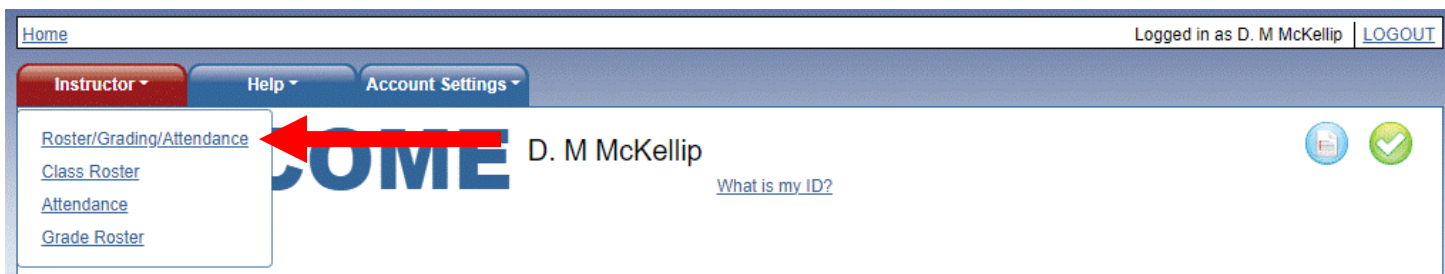 Home Logged in as D. M McKellip LOGOUT
Instructor Help Account Settings
Roster/Grading/Attendance
COME D. M McKellip
Class Roster
What is my ID?
Attendance
Grade Roster